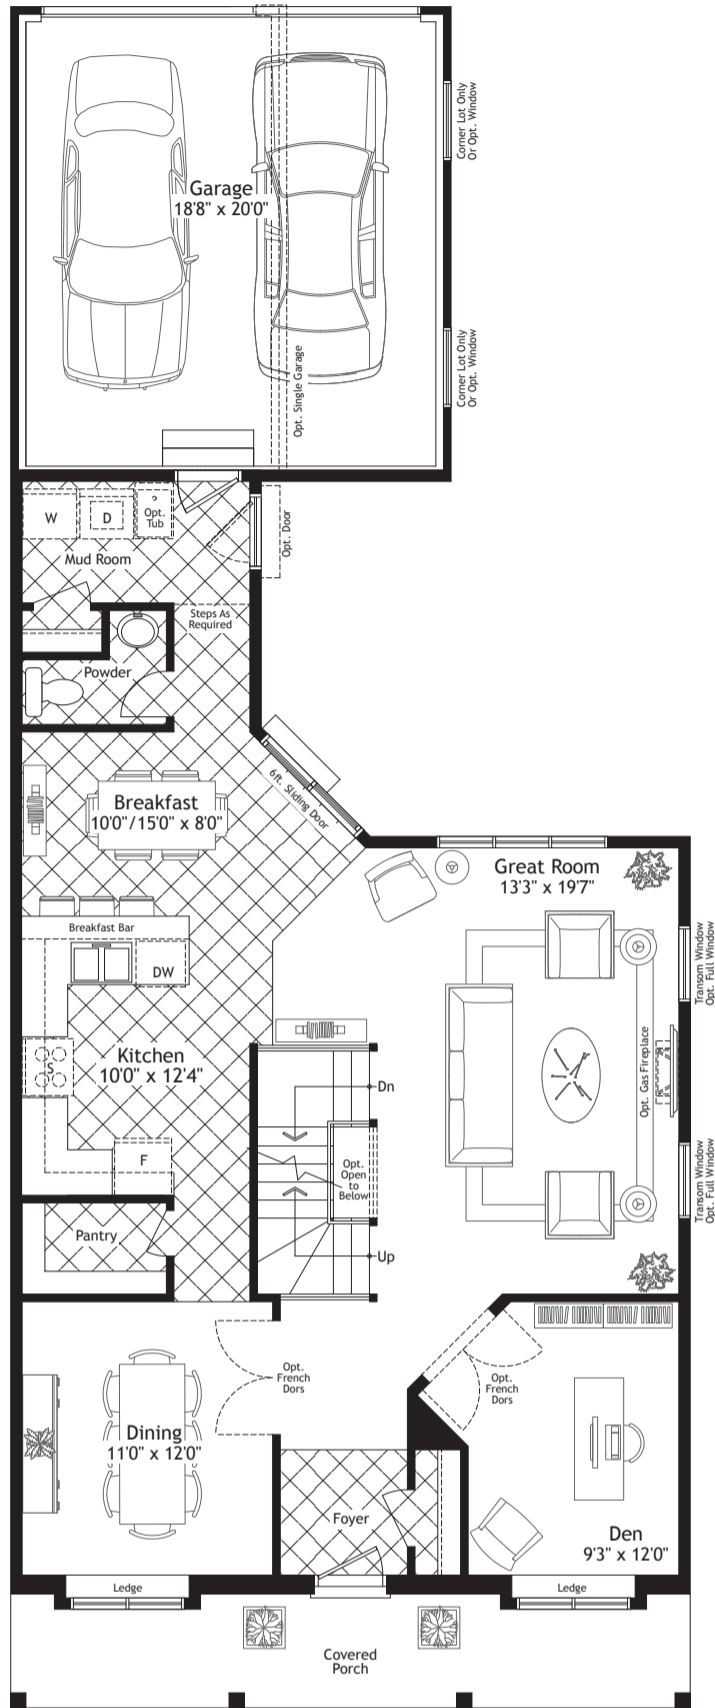 Garage
18'8" x 20'0"
Corner Lot Only
Or Opt. Window
Opt. Single Garage
Corner Lot Only
Or Opt. Window
W
D
Opt.
Tub
Mud Room
Opt. Door
Steps As
Required
Powder
6ft. Sliding Door
Breakfast
10'0"/15'0" x 8'0"
Great Room
13'3" x 19'7"
Breakfast Bar
DW
Transom Window
Opt. Full Window
Kitchen
10'0" x 12'4"
S
F
Dn
Opt.
Open
to
Below
Up
Opt. Gas Fireplace
Transom Window
Opt. Full Window
Pantry
Opt.
French
Dors
Opt.
French
Dors
Dining
11'0" x 12'0"
Foyer
Den
9'3" x 12'0"
Ledge
Ledge
Covered
Porch